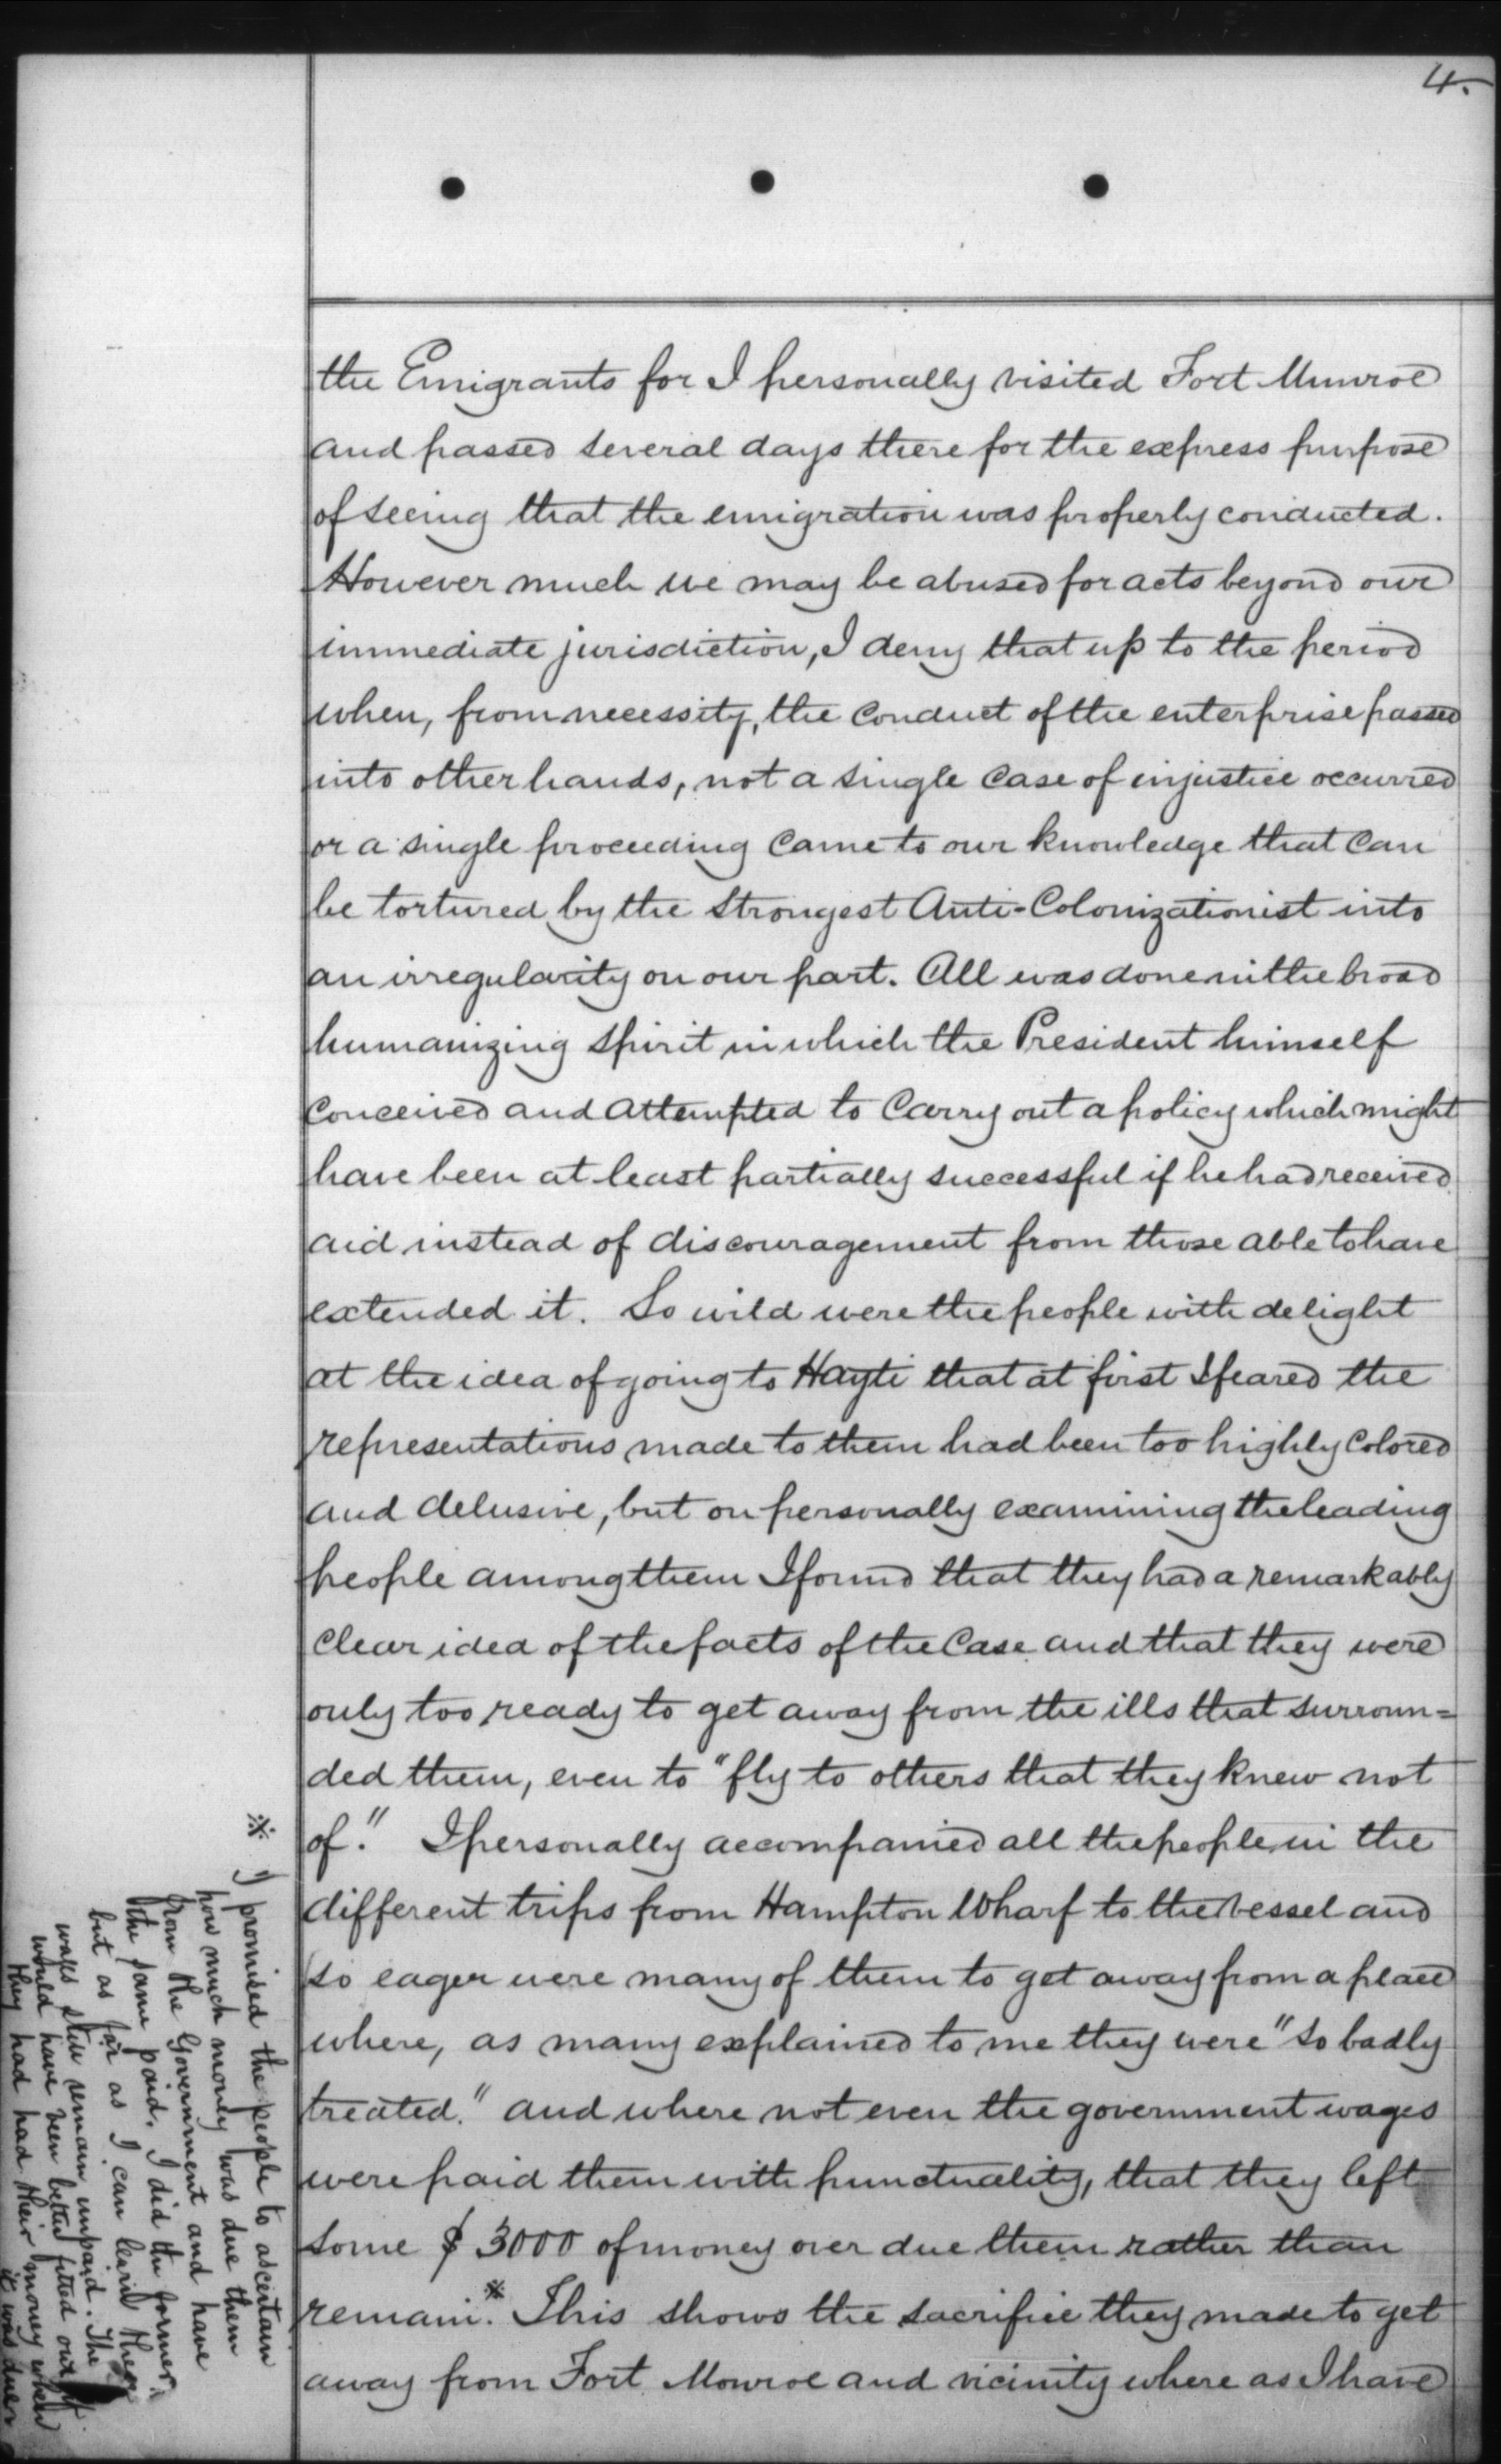 4.
the Emigrants for I personally visited Fort Munroe
and passed several days there for the express purpose
of seeing that the emigration was properly conducted.
However much we may be abused for acts beyond our
immediate jurisdiction, I deny that up to the period
when, from necessity, the conduct of the enterprise passed
into other hands, not a single case of injustice occurred
or a single proceeding came to our knowledge that can
be tortured by the strongest Anti-Colonizationist into
an irregularity on our part. All was done in the broad
humanizing spirit in which the President himself
conceived and attempted to carry out a policy which might
have been at least partially successful if he had received
aid instead of discouragement from those able to have
extended it. So wild were the people with delight
at the idea of going to Hayti that at first I feared the
representations made to them had been too highly colored
and delusive, but on personally examining the leading
people among them I found that they had a remarkably
clear idea of the facts of the case and that they were
only too ready to get away from the ills that surroun=
ded them, even to "fly to others that they knew not
of." I personally accompanied all the people in the
different trips from Hampton Wharf to the vessel and
so eager were many of them to get away from a place
where, as many explained to me they were "so badly
treated." and where not even the government wages
were paid them with punctuality, that they left
some $3000 of money over due them rather than
remain.* This shows the sacrifice they made to get
away from Fort Monroe and vicinity where as I have
※ I promised the people to ascertain
how much money was due them
from the Government and have
the same paid. I did the former
but as far as I can learn their
wages still remain unpaid. The
would have been better fitted out if
they had had their money when
it was due